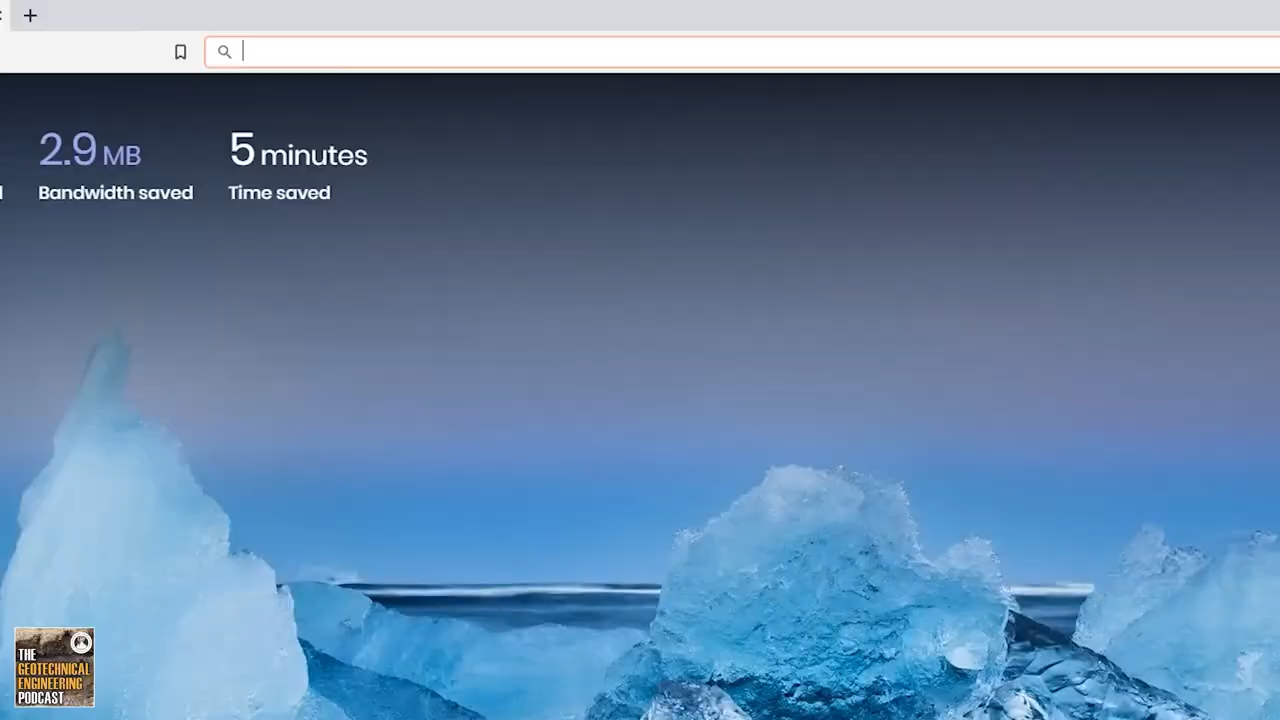 2.9 MB
5 minutes
Bandwidth saved
Time saved
THE
GEOTECHNICAL
ENGINEERING
PODCAST